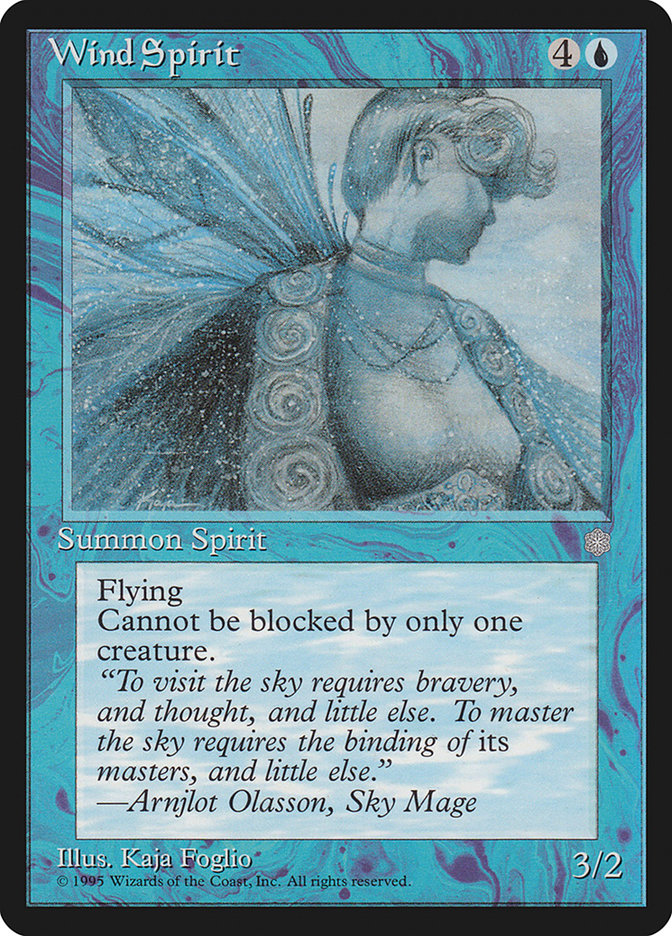 Wind Spirit
4
Summon Spirit
Flying
Cannot be blocked by only one
creature.
“To visit the sky requires bravery,
and thought, and little else. To master
the sky requires the binding of its
masters, and little else.”
—Arnjlot Olasson, Sky Mage
Illus. Kaja Foglio
3/2
© 1995 Wizards of the Coast, Inc. All rights reserved.